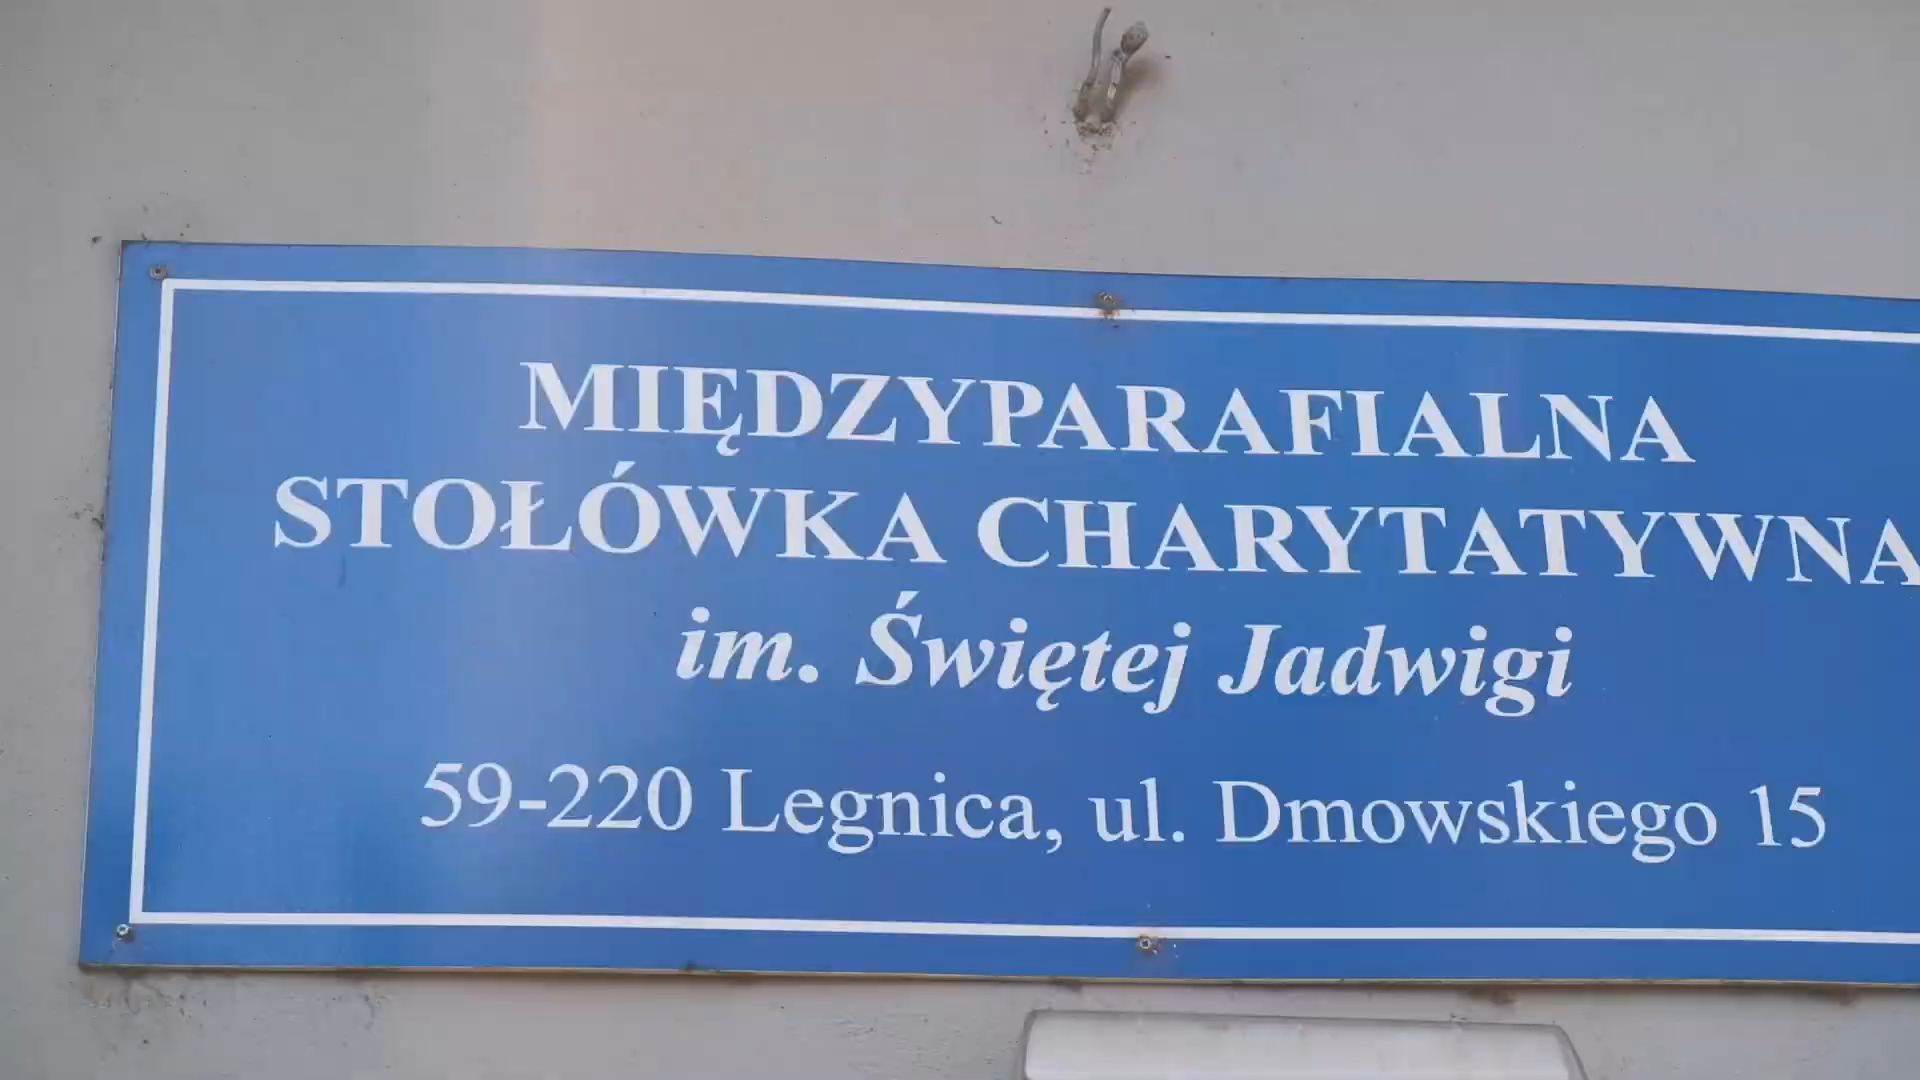 MIĘDZYPARAFIALNA
STOŁÓWKA CHARYTATYWNA
im. Świętej Jadwigi
59-220 Legnica, ul. Dmowskiego 15